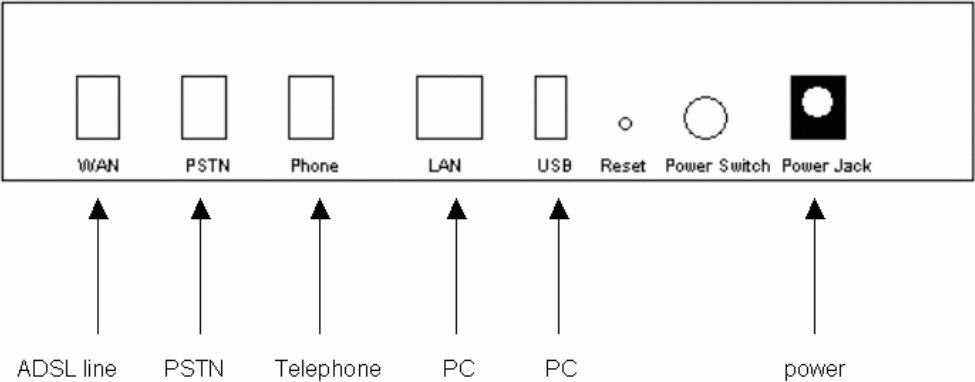 WAN PSTN Phone LAN USB Reset Power Switch Power Jack
ADSL line PSTN Telephone PC PC power